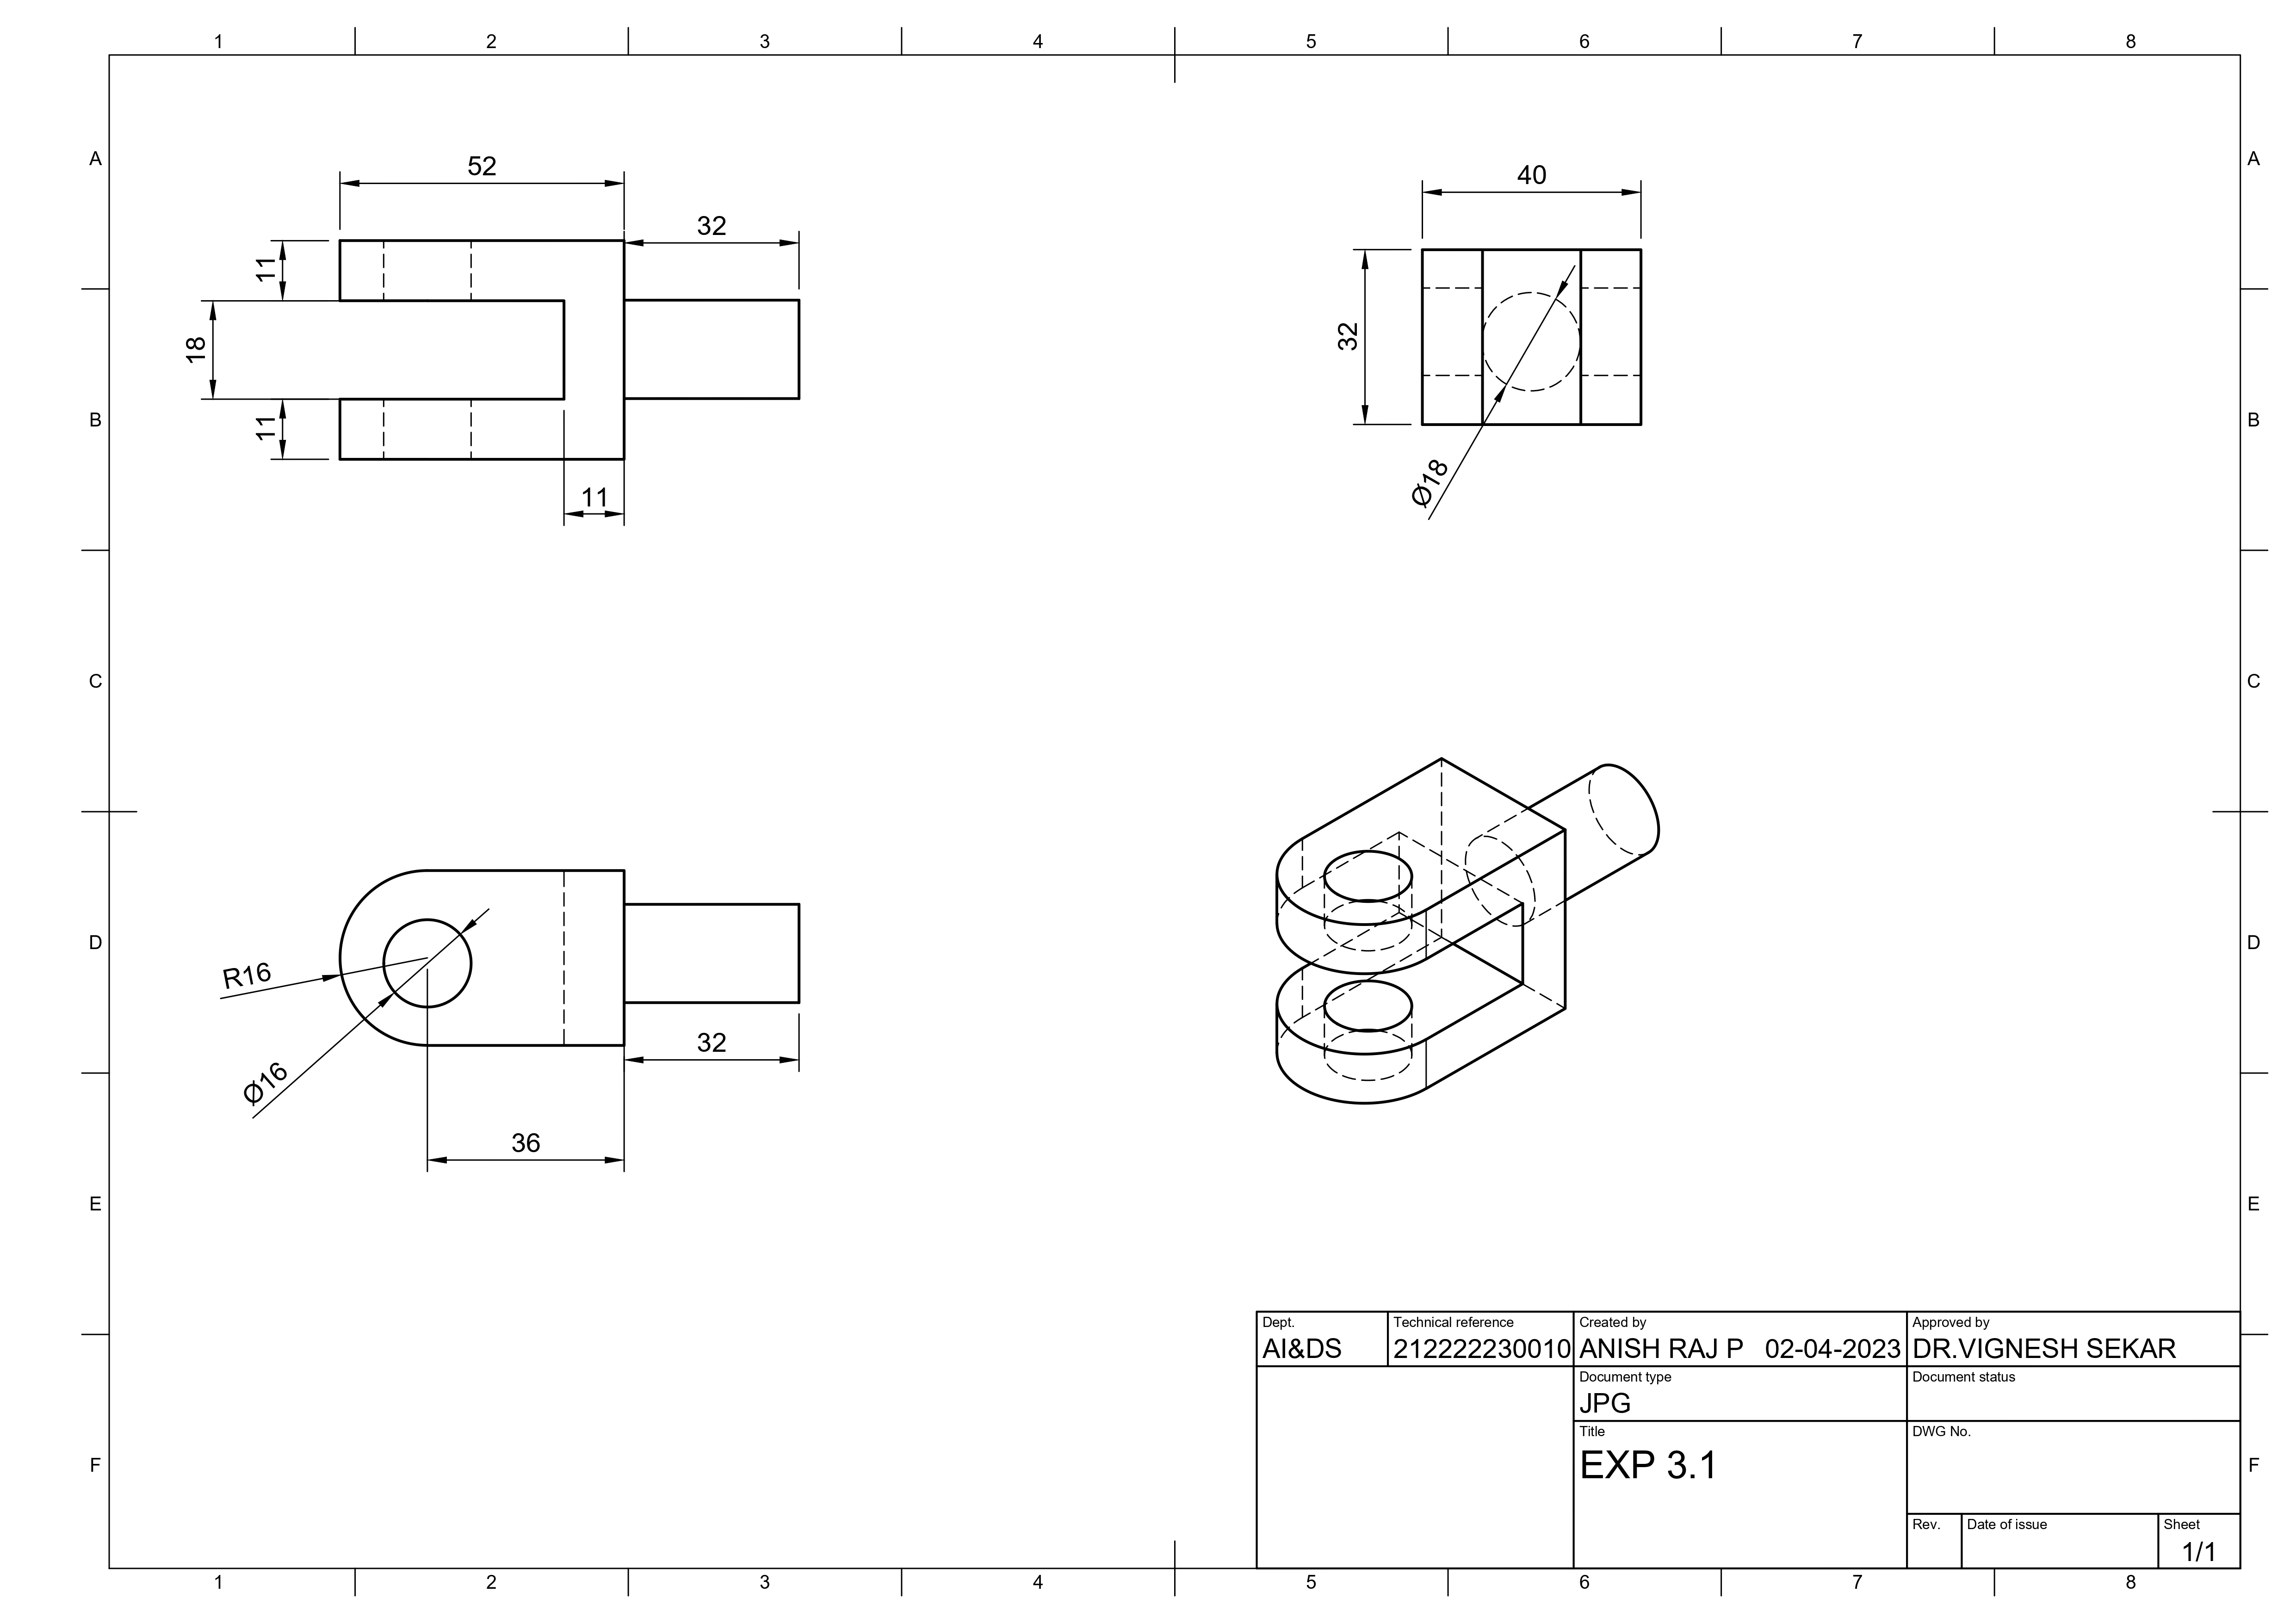 1 2 3 4 5 6 7 8
A A
52
40
32
11
18
32
B 11 B
11
Ø18
C C
D D
R16
32
Ø16
36
E E
Dept. Technical reference Created by Approved by
AI&DS 212222230010 ANISH RAJ P 02-04-2023 DR.VIGNESH SEKAR
Document type Document status
JPG
Title DWG No.
EXP 3.1
F F
Rev. Date of issue Sheet
1/1
1 2 3 4 5 6 7 8